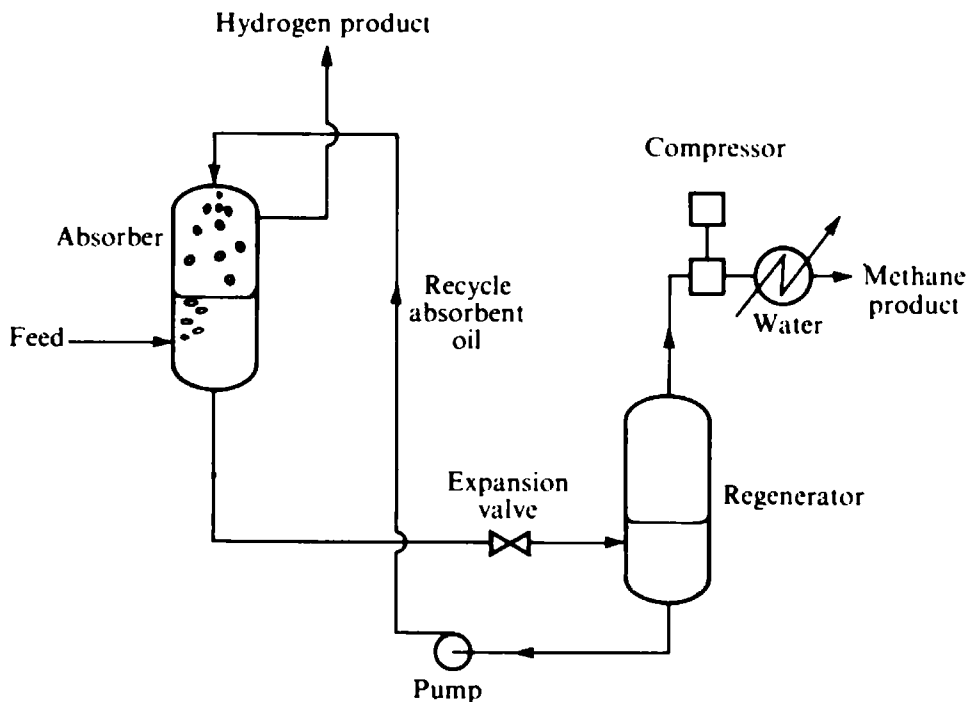 Hydrogen product
Compressor
Absorber
Recycle
absorbent
oil
Methane
product
Water
Feed
Expansion
valve
Regenerator
Pump